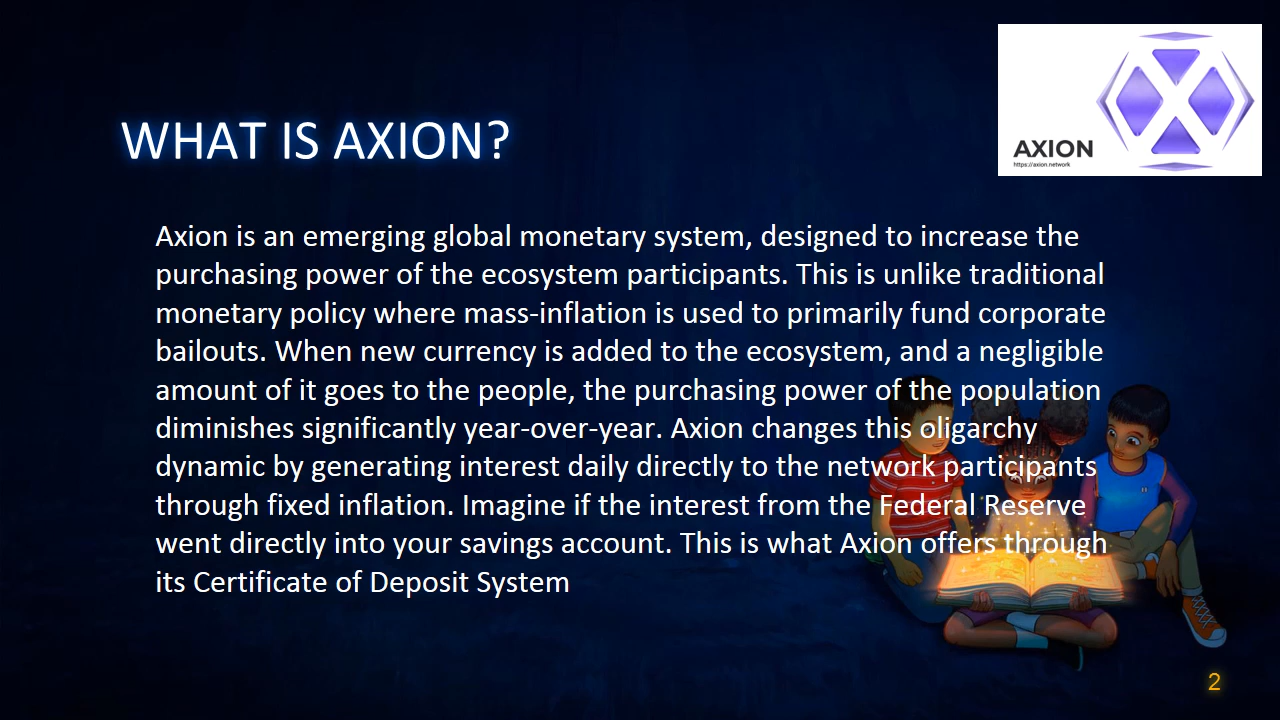 AXION
https://axion.network
WHAT IS AXION?
Axion is an emerging global monetary system, designed to increase the
purchasing power of the ecosystem participants. This is unlike traditional
monetary policy where mass-inflation is used to primarily fund corporate
bailouts. When new currency is added to the ecosystem, and a negligible
amount of it goes to the people, the purchasing power of the population
diminishes significantly year-over-year. Axion changes this oligarchy
dynamic by generating interest daily directly to the network participants
through fixed inflation. Imagine if the interest from the Federal Reserve
went directly into your savings account. This is what Axion offers through
its Certificate of Deposit System
2